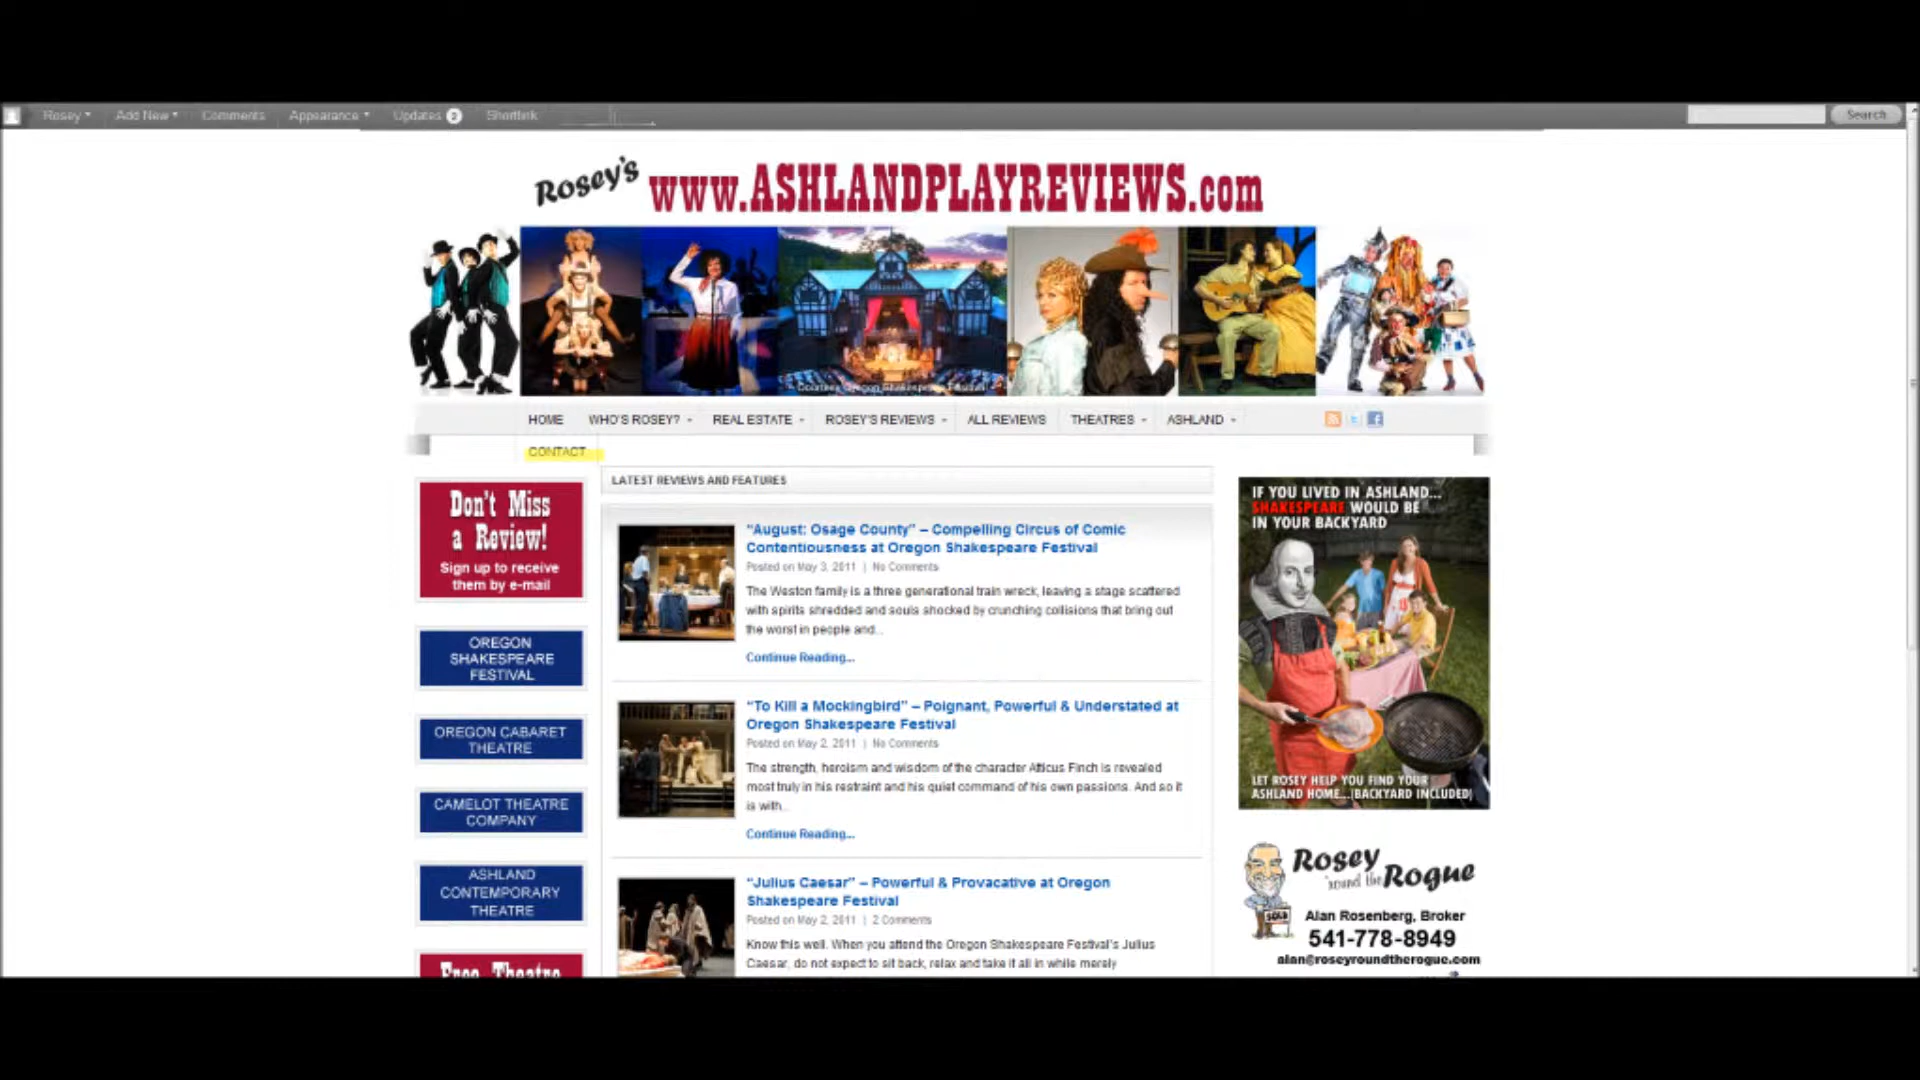 Rosey Add New Comments Appearance Updates 2 Shortlink Search
Rosey's www.ASHLANDPLAYREVIEWS.com
Courtesy Oregon Shakespeare Festival
HOME WHO'S ROSEY? REAL ESTATE ROSEY'S REVIEWS ALL REVIEWS THEATRES ASHLAND
CONTACT
Don't Miss
a Review!
Sign up to receive
them by e-mail
OREGON
SHAKESPEARE
FESTIVAL
OREGON CABARET
THEATRE
CAMELOT THEATRE
COMPANY
ASHLAND
CONTEMPORARY
THEATRE
Free Theatre
LATEST REVIEWS AND FEATURES
“August: Osage County” – Compelling Circus of Comic
Contentiousness at Oregon Shakespeare Festival
Posted on May 3, 2011 | No Comments
The Weston family is a three generational train wreck, leaving a stage scattered
with spirits shredded and souls shocked by crunching collisions that bring out
the worst in people and...
Continue Reading...
“To Kill a Mockingbird” – Poignant, Powerful & Understated at
Oregon Shakespeare Festival
Posted on May 2, 2011 | No Comments
The strength, heroism and wisdom of the character Atticus Finch is revealed
most truly in his restraint and his quiet command of his own passions. And so it
is with...
Continue Reading...
“Julius Caesar” – Powerful & Provacative at Oregon
Shakespeare Festival
Posted on May 2, 2011 | 2 Comments
Know this well. When you attend the Oregon Shakespeare Festival's Julius
Caesar, do not expect to sit back, relax and take it all in while merely
IF YOU LIVED IN ASHLAND...
SHAKESPEARE WOULD BE
IN YOUR BACKYARD
LET ROSEY HELP YOU FIND YOUR
ASHLAND HOME...(BACKYARD INCLUDED)
Rosey
'round the Rogue
SOLD
Alan Rosenberg, Broker
541-778-8949
alan@roseyroundtherogue.com